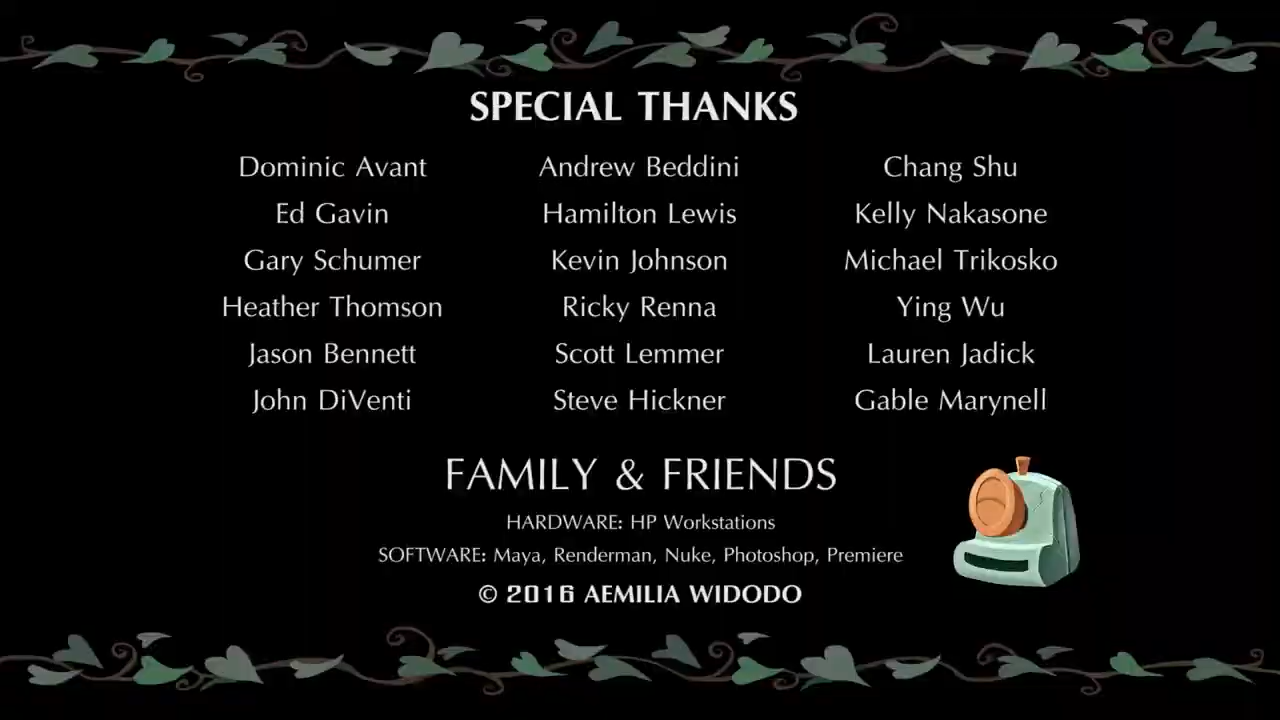 SPECIAL THANKS
Dominic Avant Andrew Beddini Chang Shu
Ed Gavin Hamilton Lewis Kelly Nakasone
Gary Schumer Kevin Johnson Michael Trikosko
Heather Thomson Ricky Renna Ying Wu
Jason Bennett Scott Lemmer Lauren Jadick
John DiVenti Steve Hickner Gable Marynell
FAMILY & FRIENDS
HARDWARE: HP Workstations
SOFTWARE: Maya, Renderman, Nuke, Photoshop, Premiere
© 2016 AEMILIA WIDODO